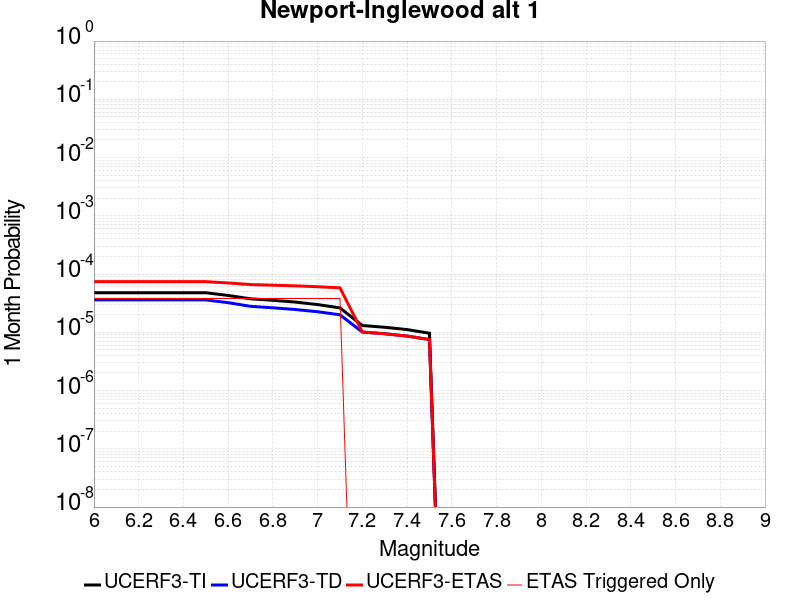 Newport-Inglewood alt 1
10^0
10^-1
10^-2
10^-3
10^-4
10^-5
10^-6
10^-7
10^-8
1 Month Probability
6 6.2 6.4 6.6 6.8 7 7.2 7.4 7.6 7.8 8 8.2 8.4 8.6 8.8 9
Magnitude
UCERF3-TI UCERF3-TD UCERF3-ETAS ETAS Triggered Only